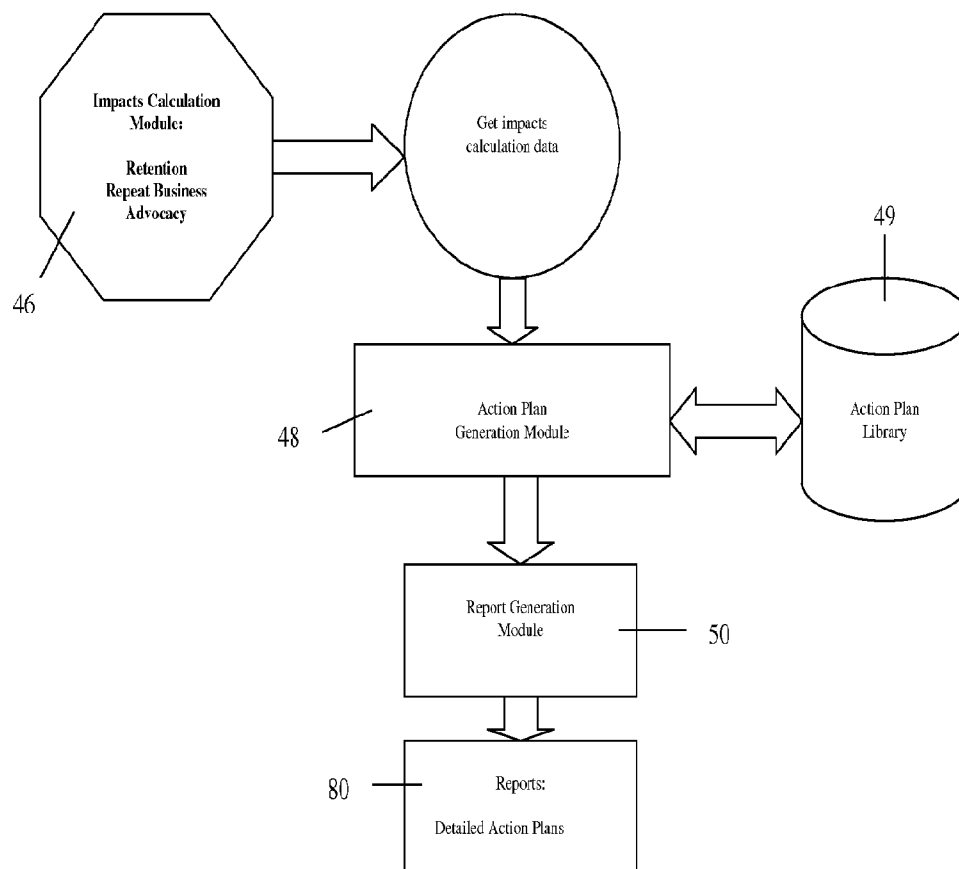 Impacts Calculation
Module:
Retention
Repeat Business
Advocacy
46
Get impacts
calculation data
49
Action Plan
Generation Module
48
Action Plan
Library
Report Generation
Module
50
80
Reports:
Detailed Action Plans